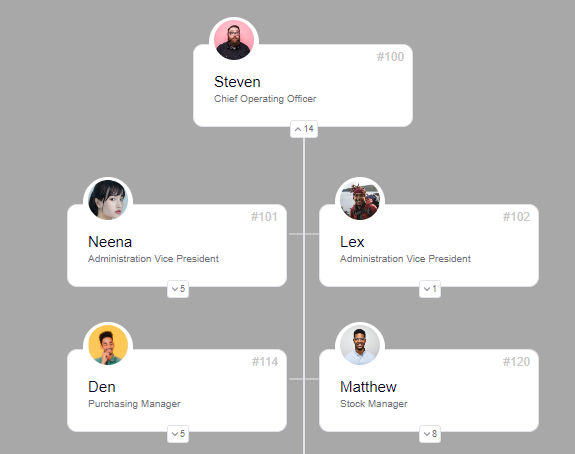 #100
Steven
Chief Operating Officer
14
#101
Neena
Administration Vice President
5
#102
Lex
Administration Vice President
1
#114
Den
Purchasing Manager
5
#120
Matthew
Stock Manager
8